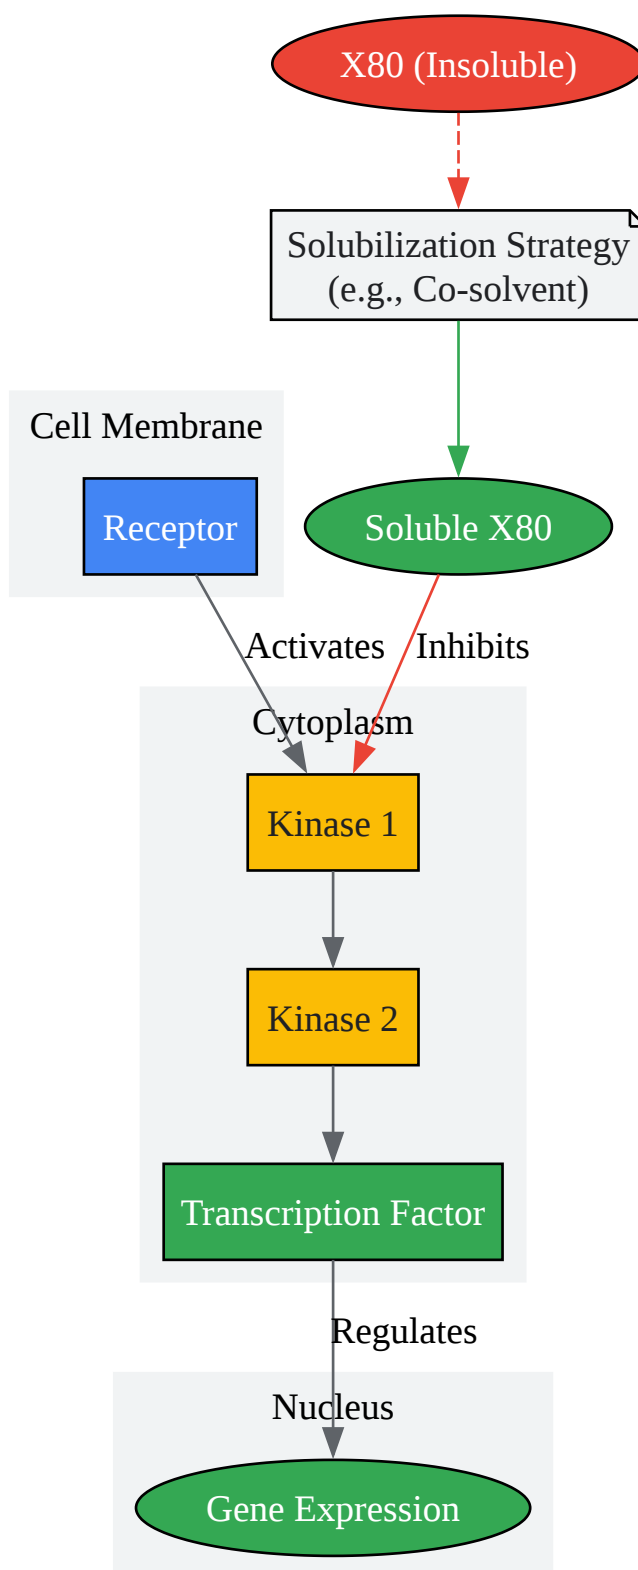 X80 (Insoluble)
Solubilization Strategy
(e.g., Co-solvent)
Cell Membrane
Receptor
Soluble X80
Activates
Inhibits
Cytoplasm
Kinase 1
Kinase 2
Transcription Factor
Regulates
Nucleus
Gene Expression